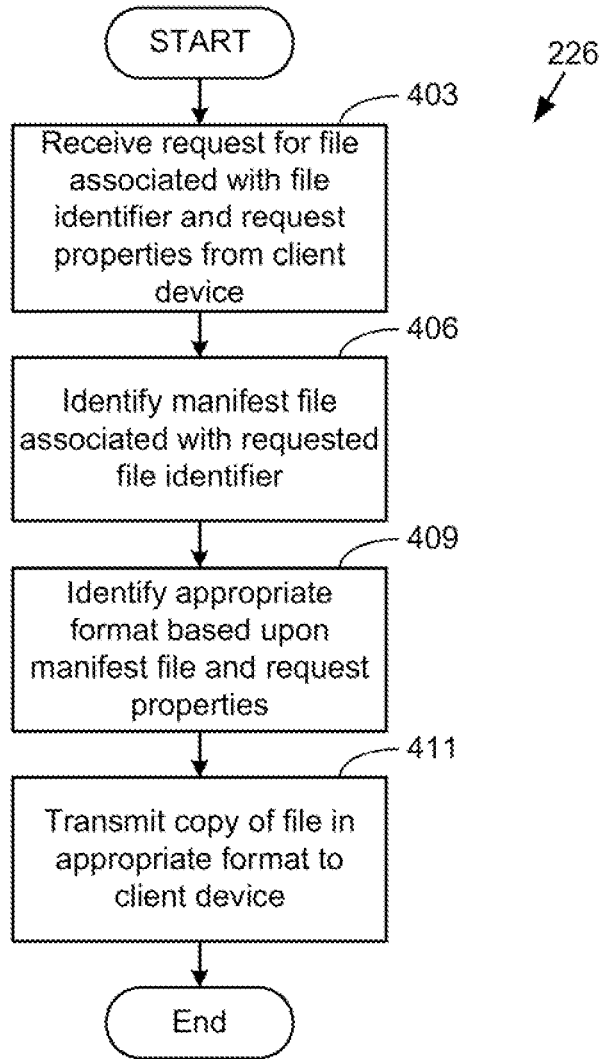 START
226
403
Receive request for file
associated with file
identifier and request
properties from client
device
406
Identify manifest file
associated with requested
file identifier
409
Identify appropriate
format based upon
manifest file and request
properties
411
Transmit copy of file in
appropriate format to
client device
End